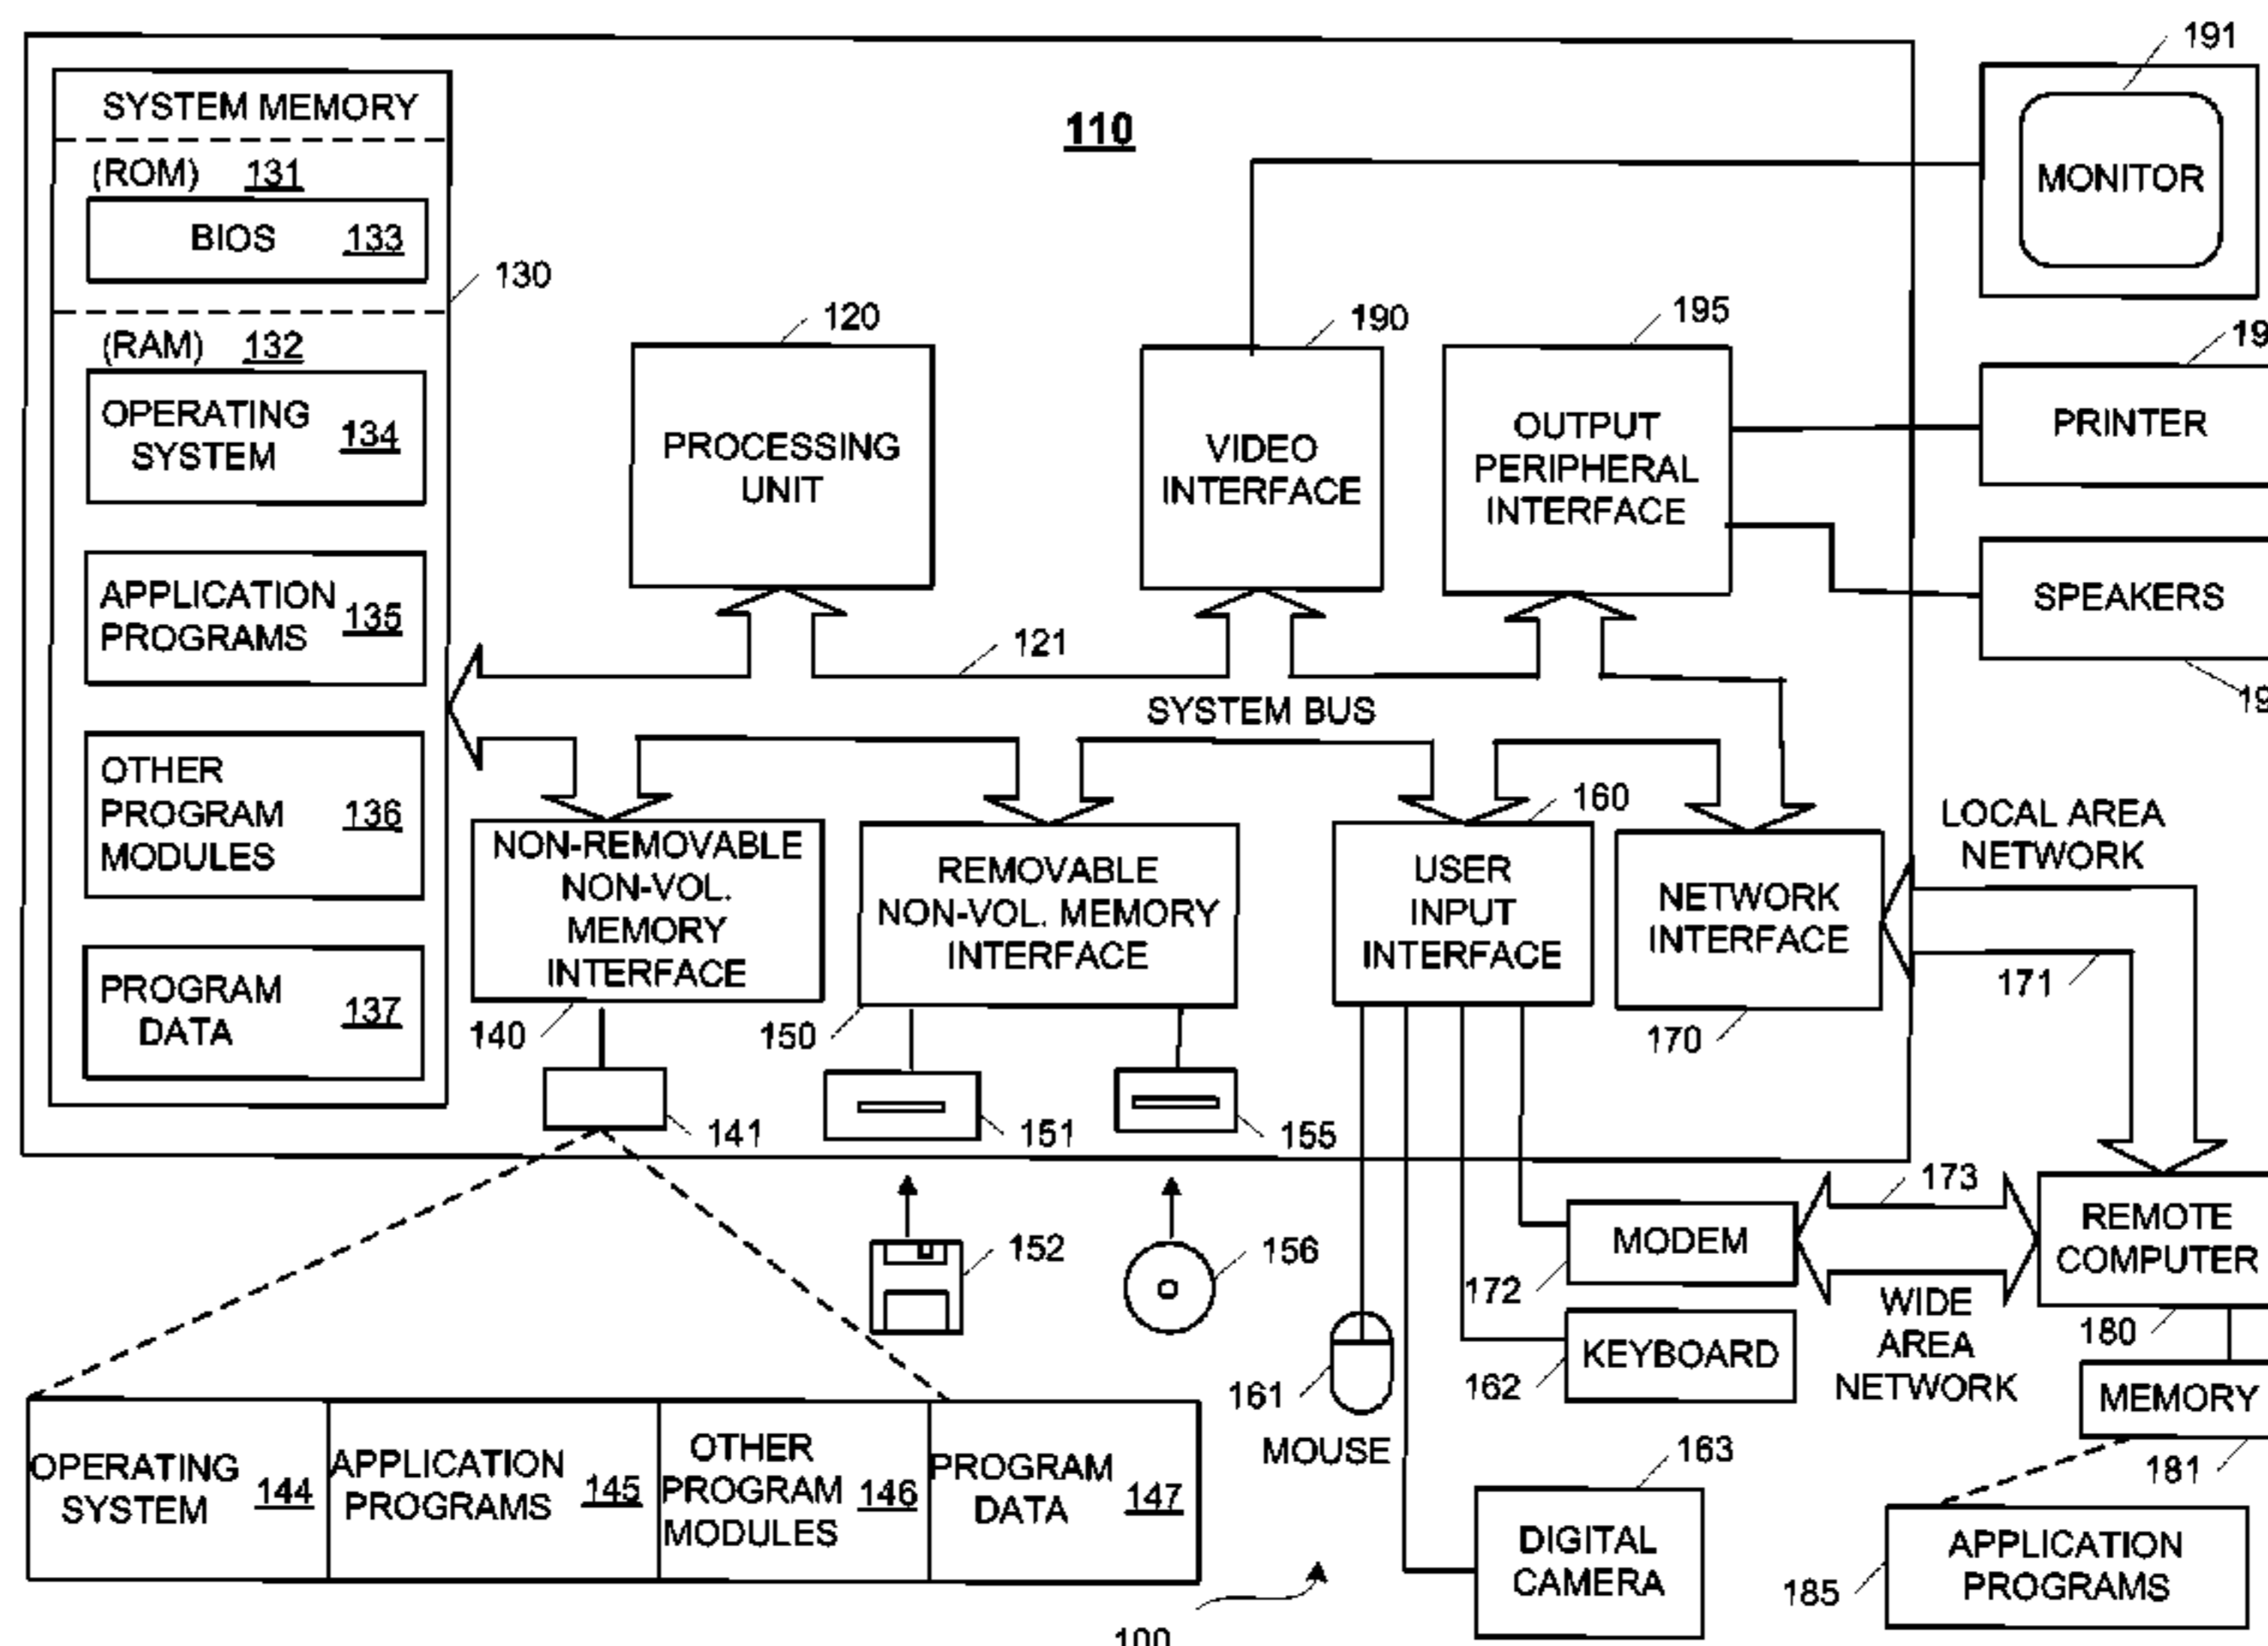 191
SYSTEM MEMORY
110
(ROM) 131
MONITOR
BIOS 133
130
120
190
195
(RAM) 132
OPERATING
SYSTEM 134
PROCESSING
UNIT
VIDEO
INTERFACE
OUTPUT
PERIPHERAL
INTERFACE
PRINTER
APPLICATION
PROGRAMS 135
SPEAKERS
121
SYSTEM BUS
OTHER
PROGRAM
MODULES 136
160
LOCAL AREA
NETWORK
NON-REMOVABLE
NON-VOL.
MEMORY
INTERFACE
REMOVABLE
NON-VOL. MEMORY
INTERFACE
USER
INPUT
INTERFACE
NETWORK
INTERFACE
171
PROGRAM
DATA 137
140
150
170
141
151
155
173
152
156
MODEM
172
REMOTE
COMPUTER
WIDE
AREA
NETWORK
180
161
MOUSE
162
KEYBOARD
MEMORY
181
163
OPERATING
SYSTEM 144
APPLICATION
PROGRAMS 145
OTHER
PROGRAM
MODULES 146
PROGRAM
DATA 147
DIGITAL
CAMERA
185
APPLICATION
PROGRAMS
100